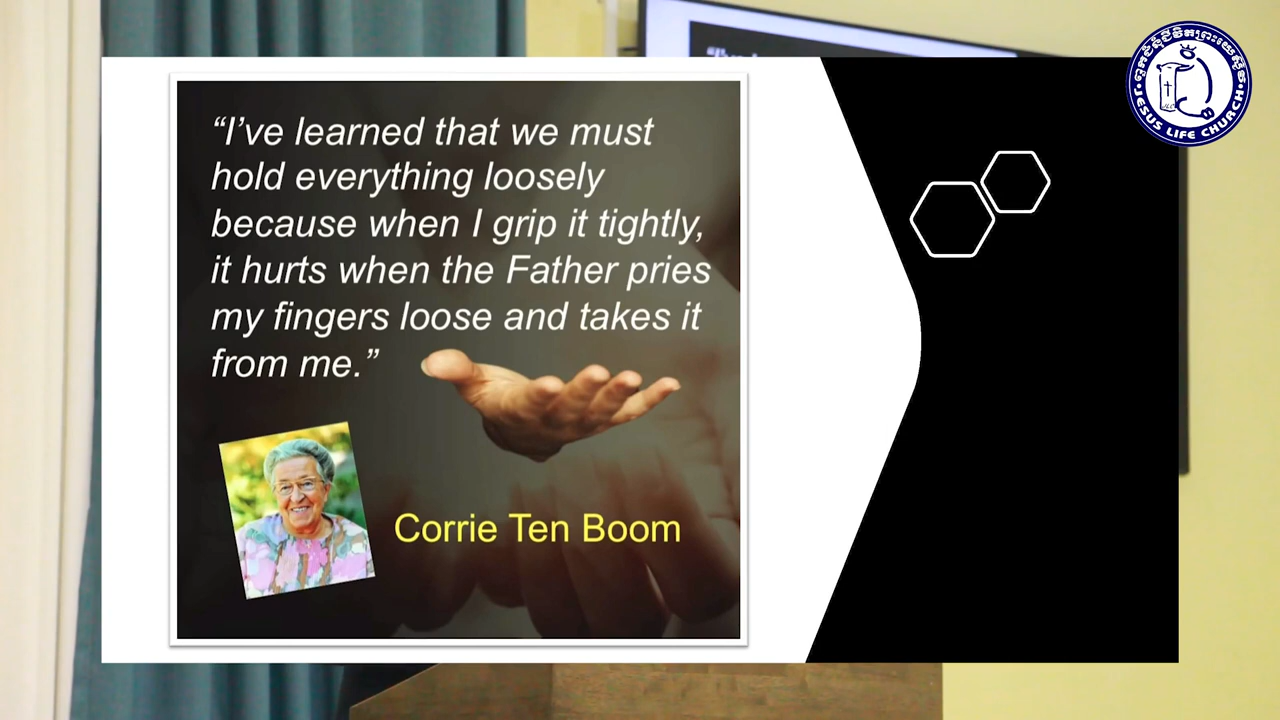 “I’ve learned that we must
hold everything loosely
because when I grip it tightly,
it hurts when the Father pries
my fingers loose and takes it
from me.”
Corrie Ten Boom
JESUS LIFE CHURCH